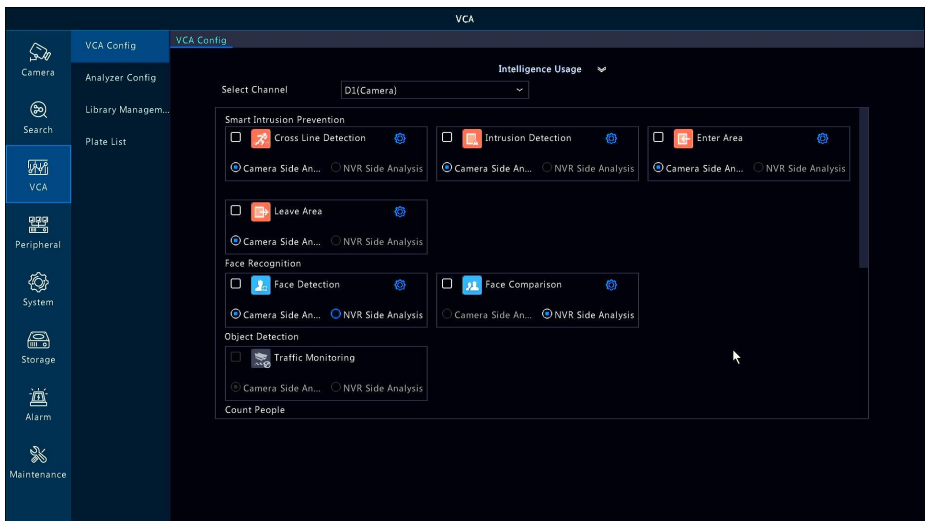 VCA
Camera
Search
VCA
Peripheral
System
Storage
Alarm
Maintenance
VCA Config
Analyzer Config
Library Managem...
Plate List
VCA Config
Intelligence Usage
Select Channel D1(Camera)
Smart Intrusion Prevention
Cross Line Detection Intrusion Detection Enter Area
Camera Side An... NVR Side Analysis Camera Side An... NVR Side Analysis Camera Side An... NVR Side Analysis
Leave Area
Camera Side An... NVR Side Analysis
Face Recognition
Face Detection Face Comparison
Camera Side An... NVR Side Analysis Camera Side An... NVR Side Analysis
Object Detection
Traffic Monitoring
Camera Side An... NVR Side Analysis
Count People